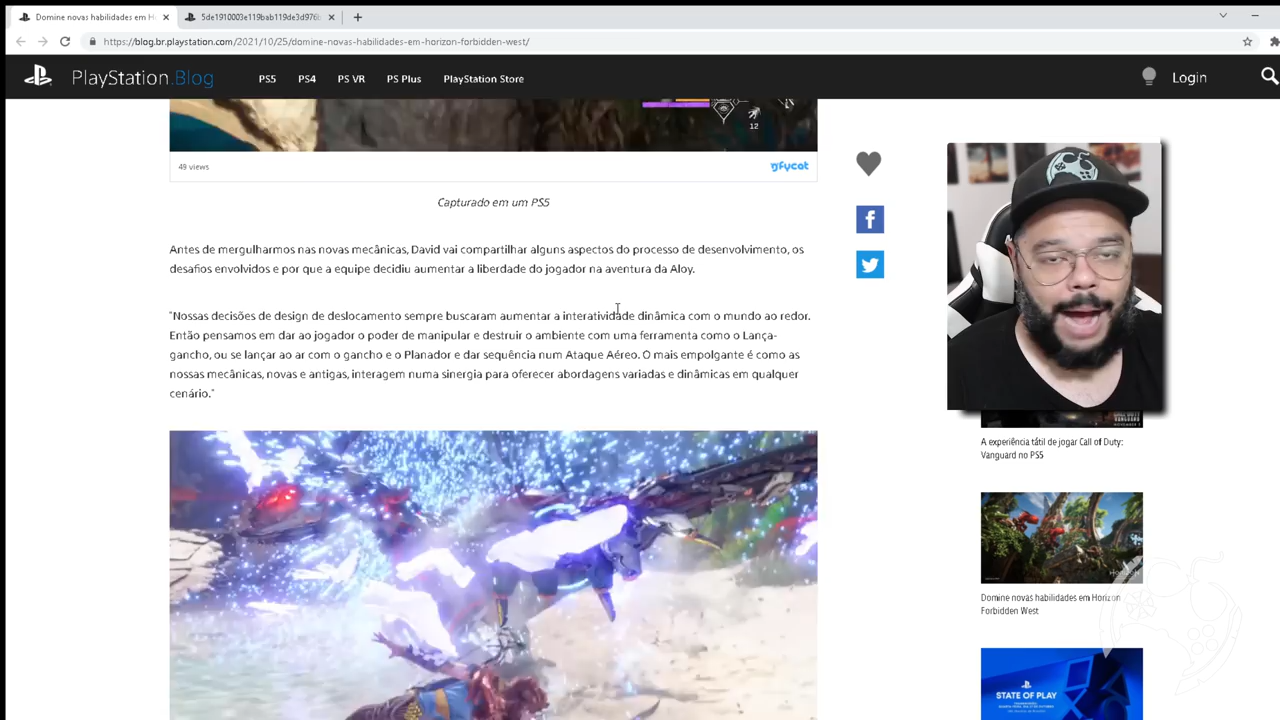 Domine novas habilidades em H
5de1910003e119bab119de3d976b
https://blog.br.playstation.com/2021/10/25/domine-novas-habilidades-em-horizon-forbidden-west/
PlayStation.Blog
PS5
PS4
PS VR
PS Plus
PlayStation Store
Login
12
49 views
gfycat
Capturado em um PS5
Antes de mergulharmos nas novas mecânicas, David vai compartilhar alguns aspectos do processo de desenvolvimento, os
desafios envolvidos e por que a equipe decidiu aumentar a liberdade do jogador na aventura da Aloy.
"Nossas decisões de design de deslocamento sempre buscaram aumentar a interatividade dinâmica com o mundo ao redor.
Então pensamos em dar ao jogador o poder de manipular e destruir o ambiente com uma ferramenta como o Lança-
gancho, ou se lançar ao ar com o gancho e o Planador e dar sequência num Ataque Aéreo. O mais empolgante é como as
nossas mecânicas, novas e antigas, interagem numa sinergia para oferecer abordagens variadas e dinâmicas em qualquer
cenário."
VANGUARD
A experiência tátil de jogar Call of Duty:
Vanguard no PS5
Domine novas habilidades em Horizon
Forbidden West
STATE OF PLAY